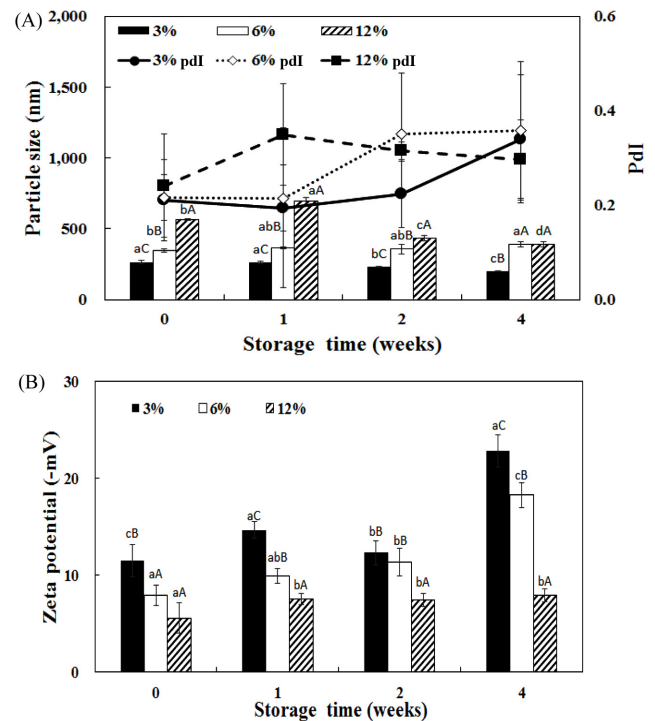 (A)
3% 6% 12%
3% pdI 6% pdI 12% pdI
Particle size (nm)
2,000
1,500
1,000
500
0
PdI
0.6
0.4
0.2
0.0
aC bB bA
aC abB aA
bC abB cA
cB aA dA
0 1 2 4
Storage time (weeks)
(B)
3% 6% 12%
Zeta potential (-mV)
30
20
10
0
cB aA aA
aC abB bA
bB bB bA
aC cB bA
0 1 2 4
Storage time (weeks)